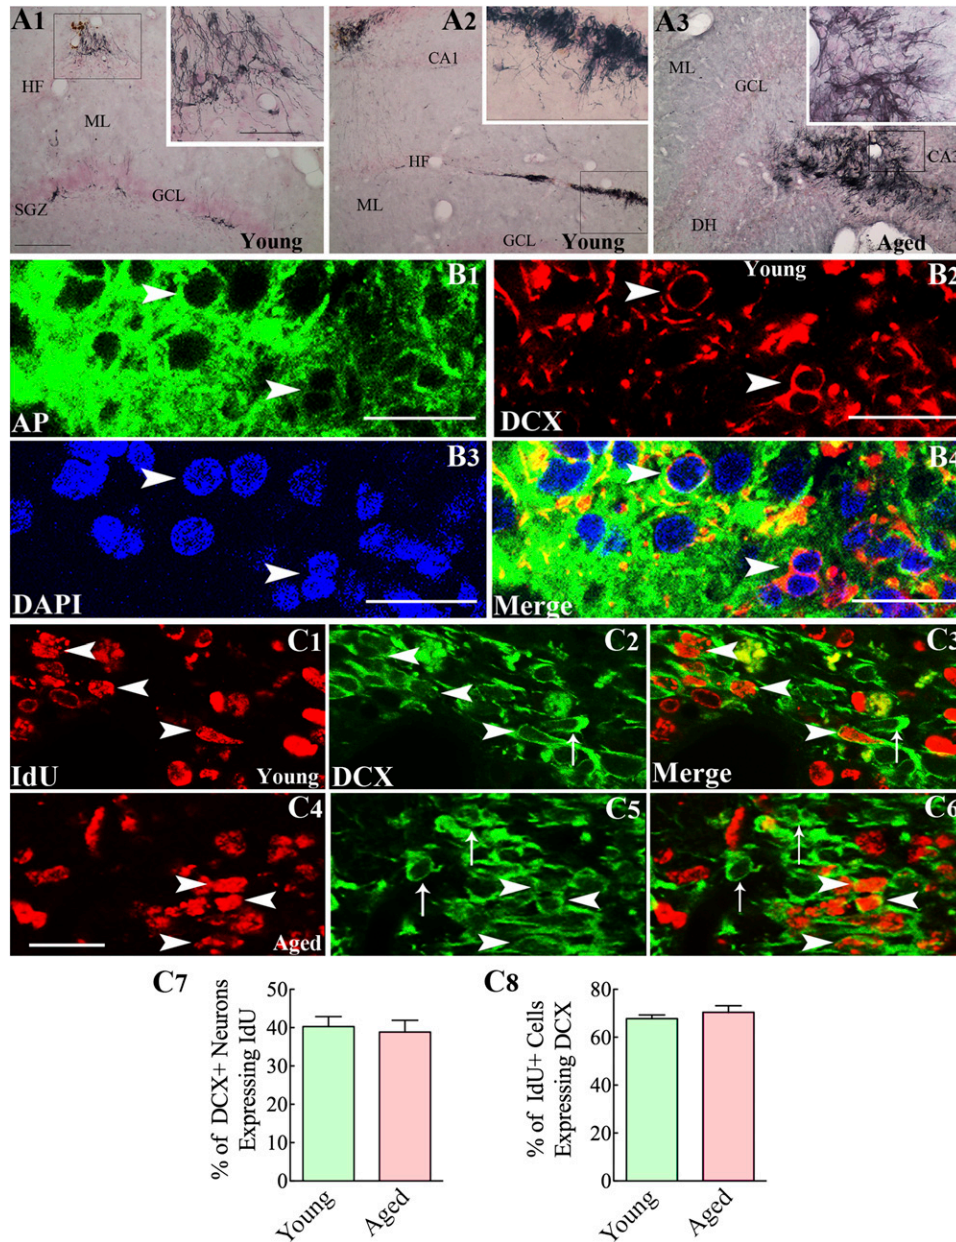 A1
HF
ML
SGZ
GCL
Young
A2
CA1
HF
ML
GCL
Young
A3
ML
GCL
CA3
DH
Aged
B1
AP
Young
B2
DCX
B3
DAPI
B4
Merge
C1
IdU
Young
C2
DCX
C3
Merge
C4
Aged
C5
C6
C7
% of DCX+ Neurons
Expressing IdU
50
40
30
20
10
0
Young
Aged
C8
% of IdU+ Cells
Expressing DCX
80
60
40
20
0
Young
Aged